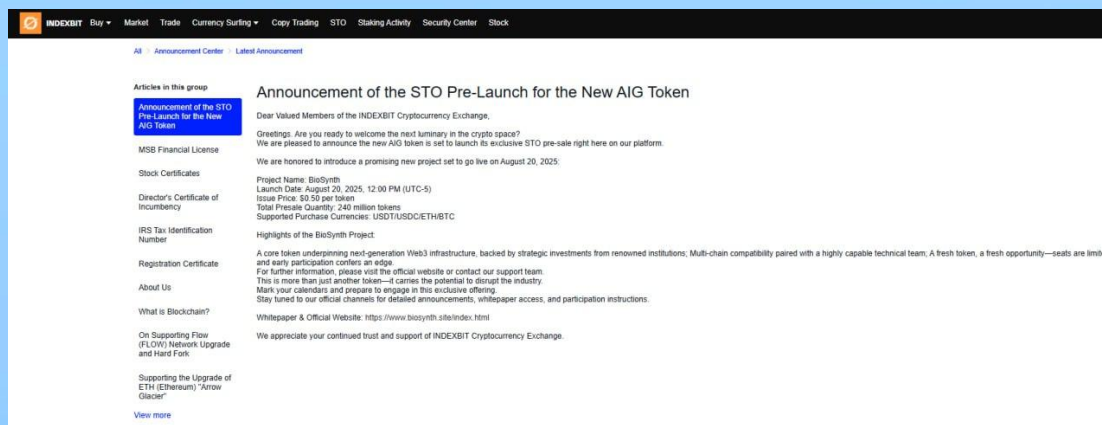 INDEXBIT Buy Market Trade Currency Surfing Copy Trading STO Staking Activity Security Center Stock
All > Announcement Center > Latest Announcement
Articles in this group
Announcement of the STO
Pre-Launch for the New
AIG Token
MSB Financial License
Stock Certificates
Director's Certificate of
Incumbency
IRS Tax Identification
Number
Registration Certificate
About Us
What is Blockchain?
On Supporting Flow
(FLOW) Network Upgrade
and Hard Fork
Supporting the Upgrade of
ETH (Ethereum) "Arrow
Glacier"
View more
Announcement of the STO Pre-Launch for the New AIG Token
Dear Valued Members of the INDEXBIT Cryptocurrency Exchange,
Greetings. Are you ready to welcome the next luminary in the crypto space?
We are pleased to announce the new AIG token is set to launch its exclusive STO pre-sale right here on our platform.
We are honored to introduce a promising new project set to go live on August 20, 2025:
Project Name: BioSynth
Launch Date: August 20, 2025, 12:00 PM (UTC-5)
Issue Price: $0.50 per token
Total Presale Quantity: 240 million tokens
Supported Purchase Currencies: USDT/USDC/ETH/BTC
Highlights of the BioSynth Project:
A core token underpinning next-generation Web3 infrastructure, backed by strategic investments from renowned institutions; Multi-chain compatibility paired with a highly capable technical team; A fresh token, a fresh opportunity—seats are limite
and early participation confers an edge.
For further information, please visit the official website or contact our support team.
This is more than just another token—it carries the potential to disrupt the industry.
Mark your calendars and prepare to engage in this exclusive offering.
Stay tuned to our official channels for detailed announcements, whitepaper access, and participation instructions.
Whitepaper & Official Website: https://www.biosynth.site/index.html
We appreciate your continued trust and support of INDEXBIT Cryptocurrency Exchange.